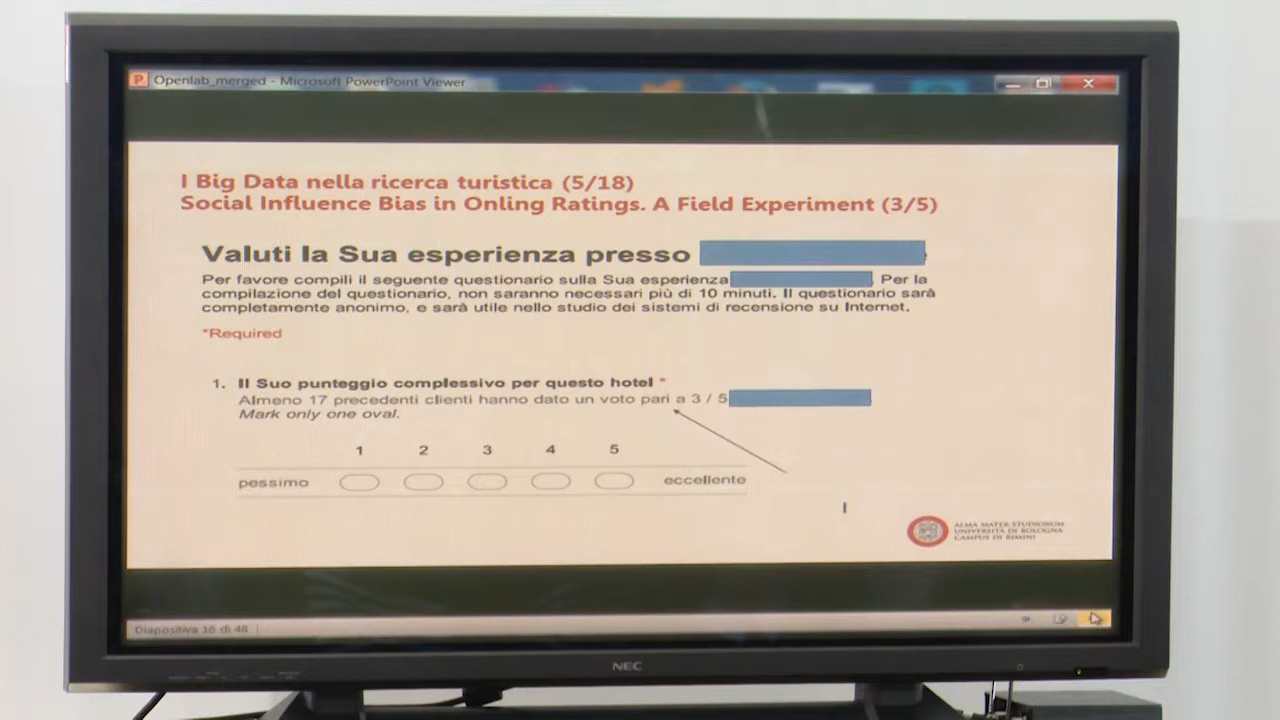 Openlab_merged - Microsoft PowerPoint Viewer
I Big Data nella ricerca turistica (5/18)
Social Influence Bias in Onling Ratings. A Field Experiment (3/5)
Valuti la Sua esperienza presso
Per favore compili il seguente questionario sulla Sua esperienza . Per la
compilazione del questionario, non saranno necessari più di 10 minuti. Il questionario sarà
completamente anonimo, e sarà utile nello studio dei sistemi di recensione su Internet.
*Required
1. Il Suo punteggio complessivo per questo hotel *
Almeno 17 precedenti clienti hanno dato un voto pari a 3 / 5
Mark only one oval.
1 2 3 4 5
pessimo eccellente
ALMA MATER STUDIORUM
UNIVERSITÀ DI BOLOGNA
CAMPUS DI RIMINI
Diapositiva 16 di 48
NEC